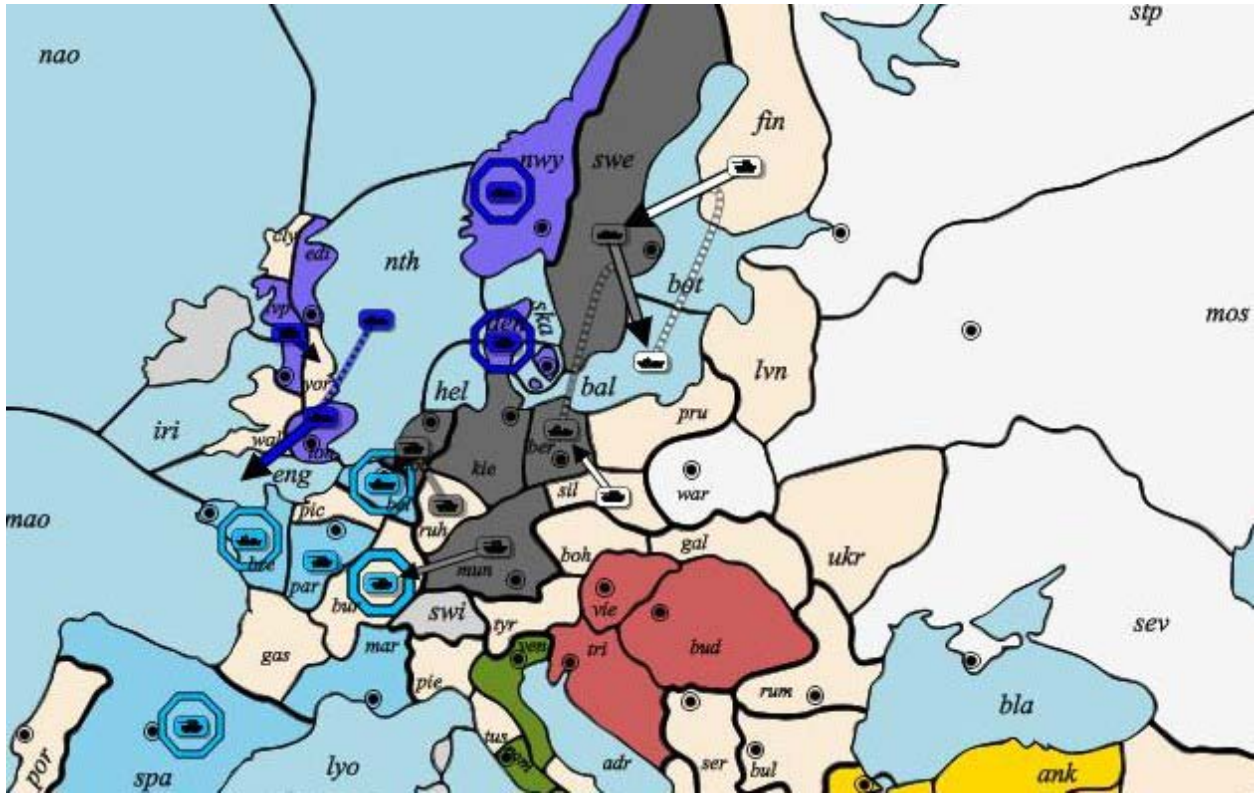 stp
nao
fin
nwy
swe
cly
edi
nth
lvp
ska
bot
mos
den
yor
lvn
hel
bal
pru
iri
wal
lon
ber
eng
kie
sil
war
bel
mao
pic
ruh
boh
gal
ukr
bre
par
mun
bur
swi
vie
tyr
sev
gas
mar
ven
tri
bud
pie
rum
bla
tus
por
spa
lyo
adr
ser
bul
ank